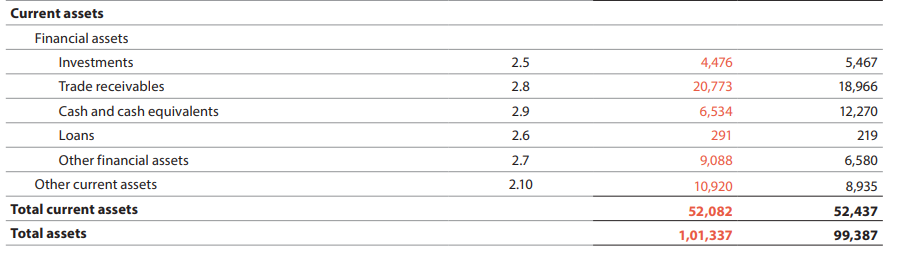 Current assets
Financial assets
Investments 2.5 4,476 5,467
Trade receivables 2.8 20,773 18,966
Cash and cash equivalents 2.9 6,534 12,270
Loans 2.6 291 219
Other financial assets 2.7 9,088 6,580
Other current assets 2.10 10,920 8,935
Total current assets 52,082 52,437
Total assets 1,01,337 99,387